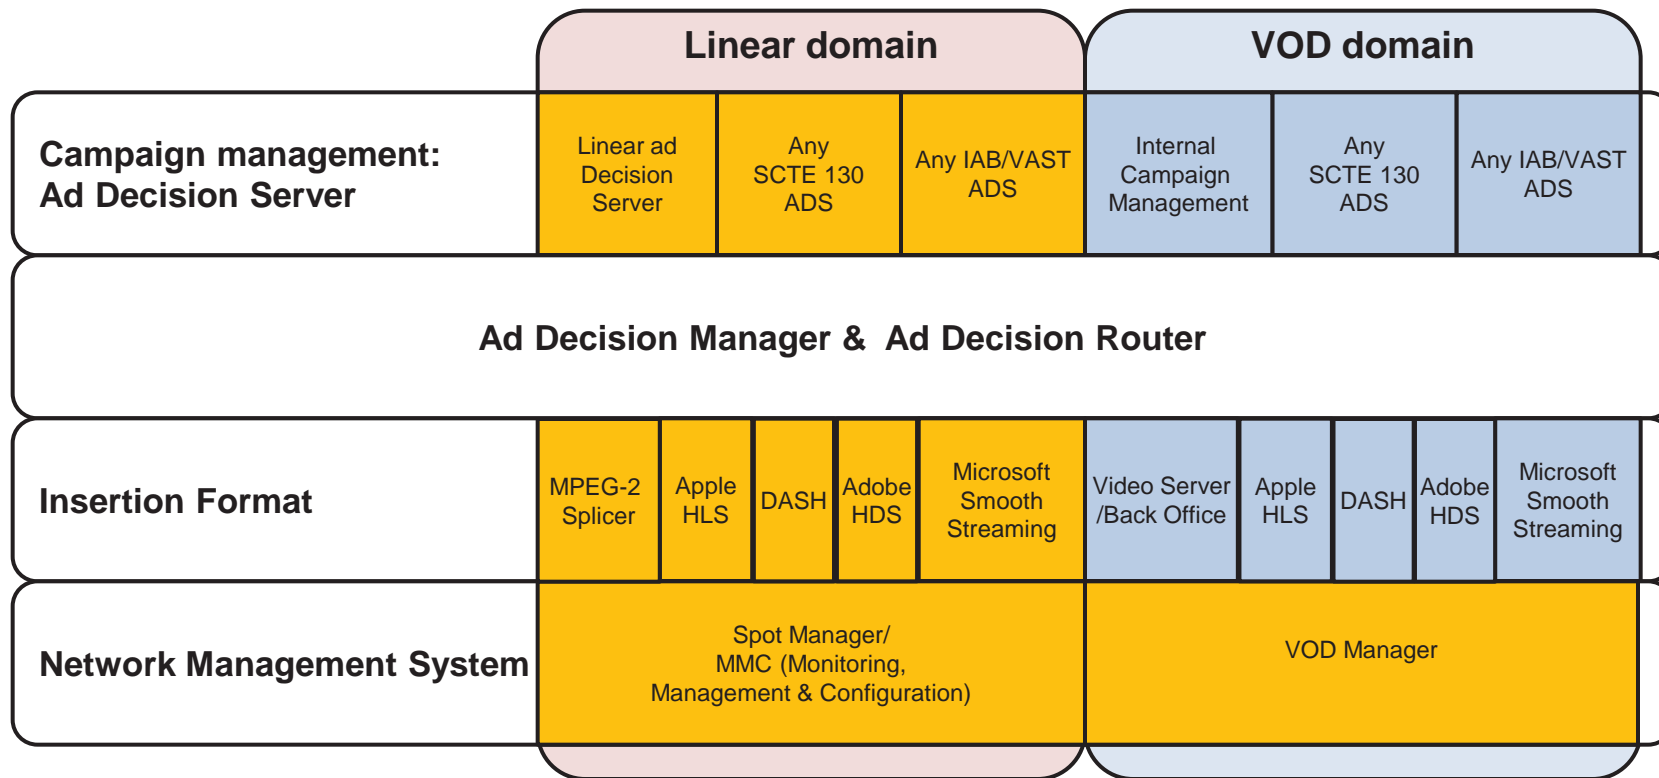 Linear domain
VOD domain
Campaign management:
Ad Decision Server
Linear ad
Decision
Server
Any
SCTE 130
ADS
Any IAB/VAST
ADS
Internal
Campaign
Management
Any
SCTE 130
ADS
Any IAB/VAST
ADS
Ad Decision Manager & Ad Decision Router
Insertion Format
MPEG-2
Splicer
Apple
HLS
DASH
Adobe
HDS
Microsoft
Smooth
Streaming
Video Server
/Back Office
Apple
HLS
DASH
Adobe
HDS
Microsoft
Smooth
Streaming
Network Management System
Spot Manager/
MMC (Monitoring,
Management & Configuration)
VOD Manager